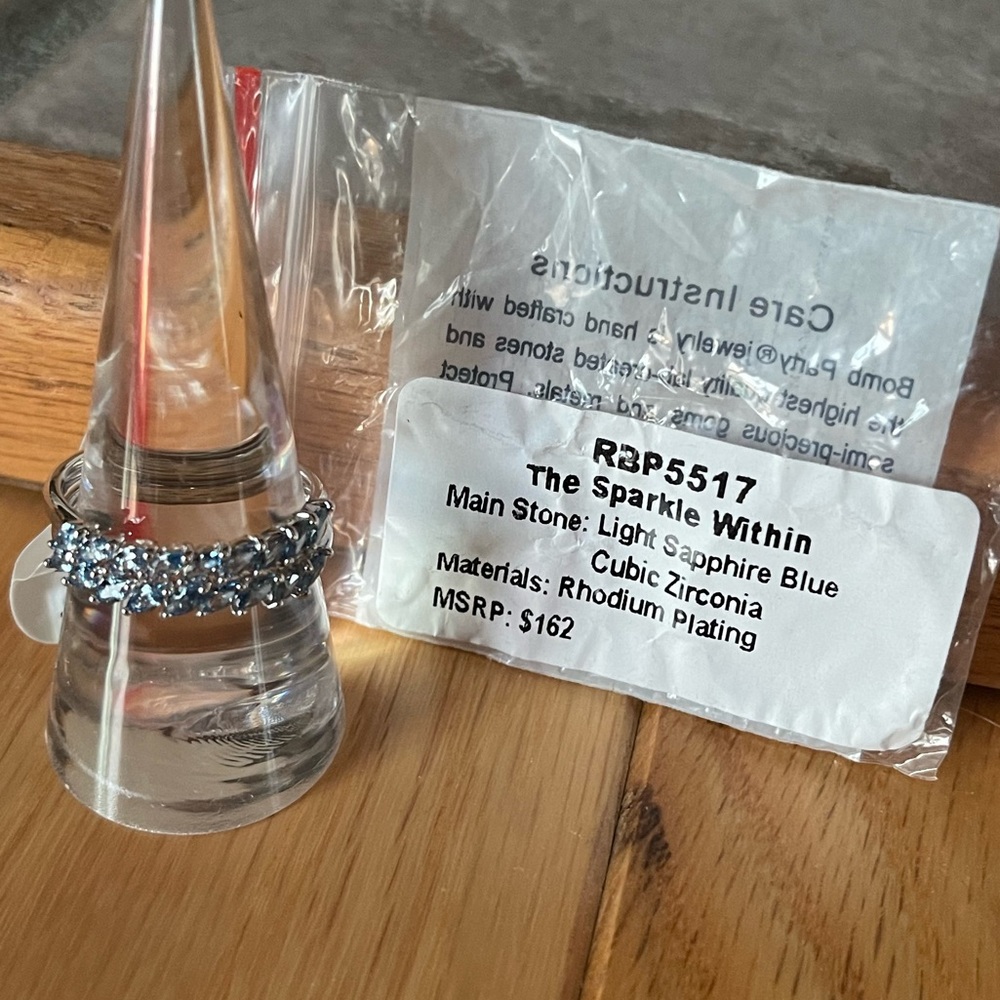 Care Instructions
Bomb Party® jewelry is hand crafted with
the highest quality lab-created stones and
semi-precious gems and metals. Protect
RBP5517
The Sparkle Within
Main Stone: Light Sapphire Blue
Cubic Zirconia
Materials: Rhodium Plating
MSRP: $162